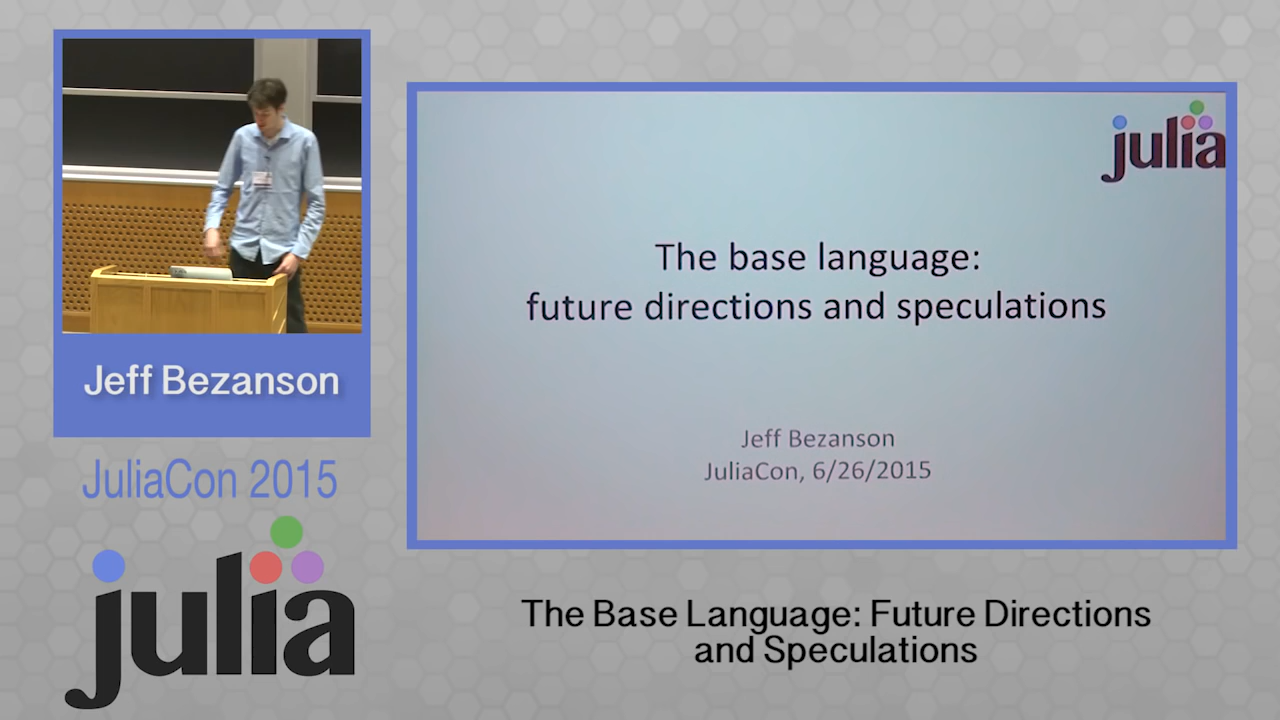 Jeff Bezanson
JuliaCon 2015
julia
julia
The base language:
future directions and speculations
Jeff Bezanson
JuliaCon, 6/26/2015
The Base Language: Future Directions
and Speculations